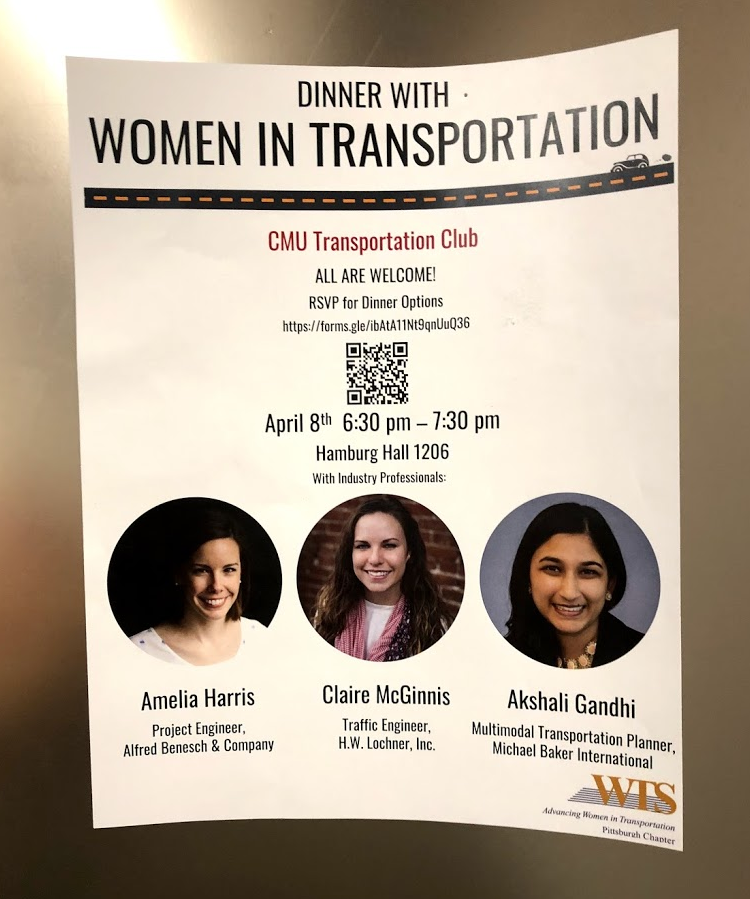 DINNER WITH
WOMEN IN TRANSPORTATION
CMU Transportation Club
ALL ARE WELCOME!
RSVP for Dinner Options
https://forms.gle/ibAtA11Nt9qnUuQ36
April 8th 6:30 pm – 7:30 pm
Hamburg Hall 1206
With Industry Professionals:
Amelia Harris
Project Engineer,
Alfred Benesch & Company
Claire McGinnis
Traffic Engineer,
H.W. Lochner, Inc.
Akshali Gandhi
Multimodal Transportation Planner,
Michael Baker International
WTS
Advancing Women in Transportation
Pittsburgh Chapter